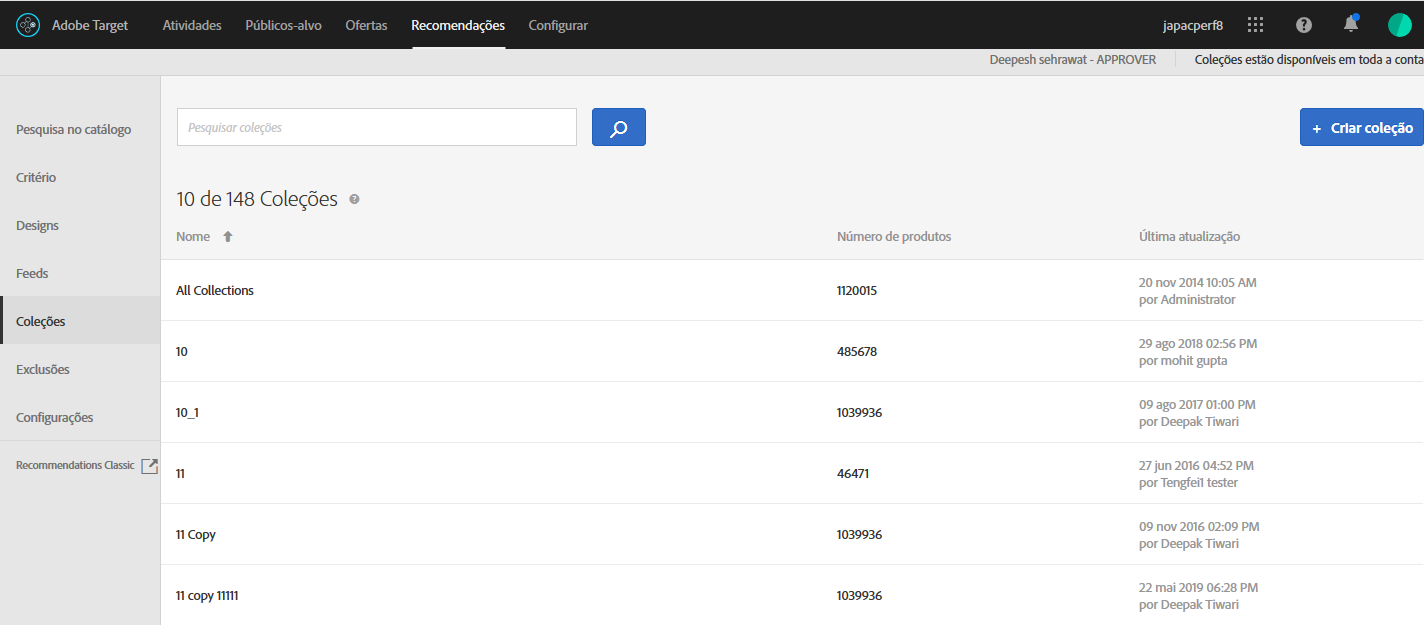 Adobe Target Atividades Públicos-alvo Ofertas Recomendações Configurar japacperf8
Deepesh sehrawat - APPROVER Coleções estão disponíveis em toda a conta
Pesquisa no catálogo
Critério
Designs
Feeds
Coleções
Exclusões
Configurações
Recommendations Classic
Pesquisar coleções
+ Criar coleção
10 de 148 Coleções
Nome Número de produtos Última atualização
All Collections 1120015 20 nov 2014 10:05 AM
por Administrator
10 485678 29 ago 2018 02:56 PM
por mohit gupta
10_1 1039936 09 ago 2017 01:00 PM
por Deepak Tiwari
11 46471 27 jun 2016 04:52 PM
por Tengfei1 tester
11 Copy 1039936 09 nov 2016 02:09 PM
por Deepak Tiwari
11 copy 11111 1039936 22 mai 2019 06:28 PM
por Deepak Tiwari